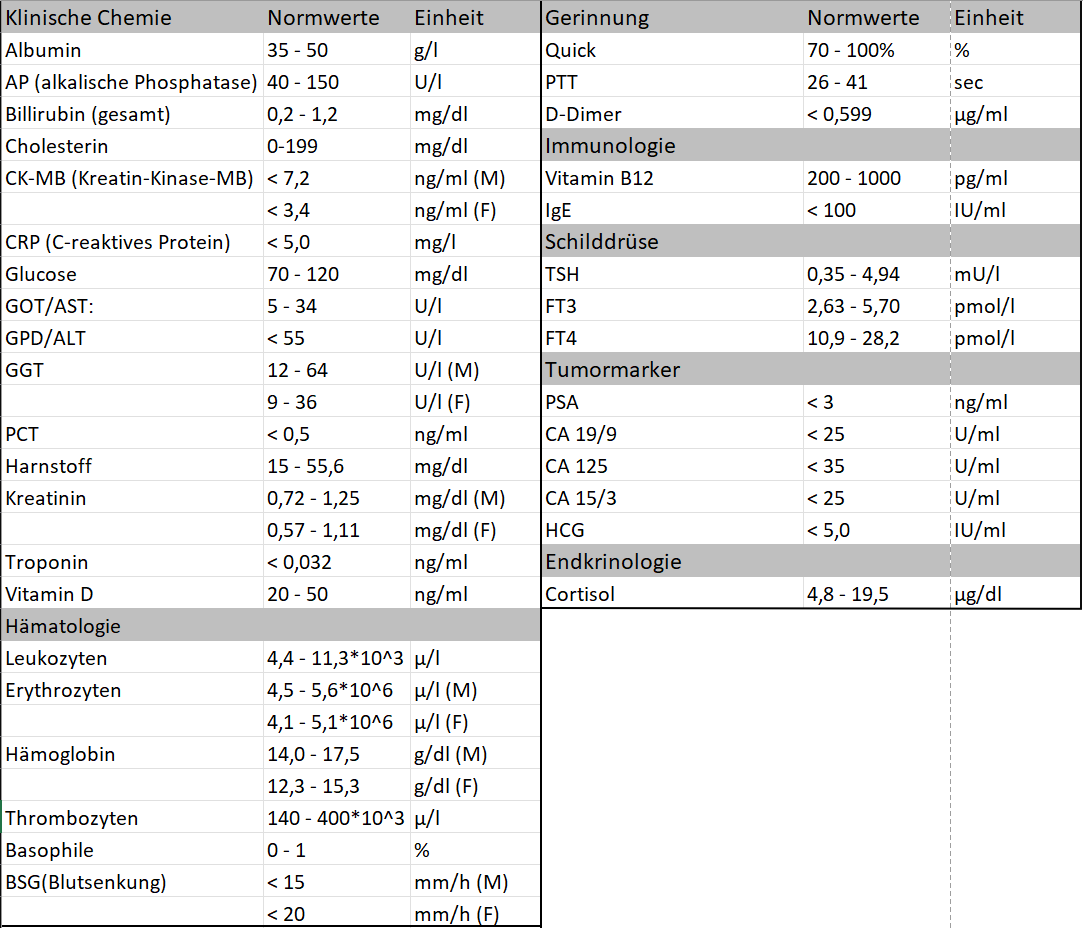 Klinische Chemie Normwerte Einheit
Albumin 35 - 50 g/l
AP (alkalische Phosphatase) 40 - 150 U/l
Billirubin (gesamt) 0,2 - 1,2 mg/dl
Cholesterin 0-199 mg/dl
CK-MB (Kreatin-Kinase-MB) < 7,2 ng/ml (M)
< 3,4 ng/ml (F)
CRP (C-reaktives Protein) < 5,0 mg/l
Glucose 70 - 120 mg/dl
GOT/AST: 5 - 34 U/l
GPD/ALT < 55 U/l
GGT 12 - 64 U/l (M)
9 - 36 U/l (F)
PCT < 0,5 ng/ml
Harnstoff 15 - 55,6 mg/dl
Kreatinin 0,72 - 1,25 mg/dl (M)
0,57 - 1,11 mg/dl (F)
Troponin < 0,032 ng/ml
Vitamin D 20 - 50 ng/ml
Hämatologie
Leukozyten 4,4 - 11,3*10^3 µ/l
Erythrozyten 4,5 - 5,6*10^6 µ/l (M)
4,1 - 5,1*10^6 µ/l (F)
Hämoglobin 14,0 - 17,5 g/dl (M)
12,3 - 15,3 g/dl (F)
Thrombozyten 140 - 400*10^3 µ/l
Basophile 0 - 1 %
BSG(Blutsenkung) < 15 mm/h (M)
< 20 mm/h (F)
Gerinnung Normwerte Einheit
Quick 70 - 100% %
PTT 26 - 41 sec
D-Dimer < 0,599 µg/ml
Immunologie
Vitamin B12 200 - 1000 pg/ml
IgE < 100 IU/ml
Schilddrüse
TSH 0,35 - 4,94 mU/l
FT3 2,63 - 5,70 pmol/l
FT4 10,9 - 28,2 pmol/l
Tumormarker
PSA < 3 ng/ml
CA 19/9 < 25 U/ml
CA 125 < 35 U/ml
CA 15/3 < 25 U/ml
HCG < 5,0 IU/ml
Endkrinologie
Cortisol 4,8 - 19,5 µg/dl